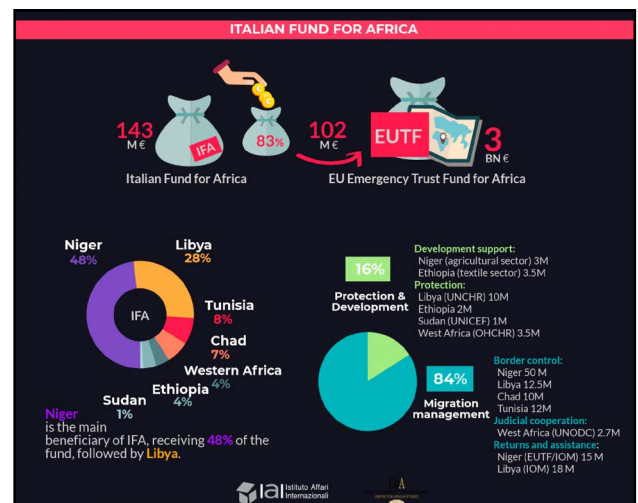 ITALIAN FUND FOR AFRICA
143
M €
IFA
83%
102
M €
EUTF
3
BN €
Italian Fund for Africa
EU Emergency Trust Fund for Africa
Niger
48%
Libya
28%
Tunisia
8%
Chad
7%
Western Africa
4%
Ethiopia
4%
Sudan
1%
IFA
Niger
is the main
beneficiary of IFA, receiving 48% of the
fund, followed by Libya.
16%
Protection &
Development
Development support:
Niger (agricultural sector) 3M
Ethiopia (textile sector) 3.5M
Protection:
Libya (UNCHR) 10M
Ethiopia 2M
Sudan (UNICEF) 1M
West Africa (OHCHR) 3.5M
84%
Migration
management
Border control:
Niger 50 M
Libya 12.5M
Chad 10M
Tunisia 12M
Judicial cooperation:
West Africa (UNODC) 2.7M
Returns and assistance:
Niger (EUTF/IOM) 15 M
Libya (IOM) 18 M
iai Istituto Affari
Internazionali